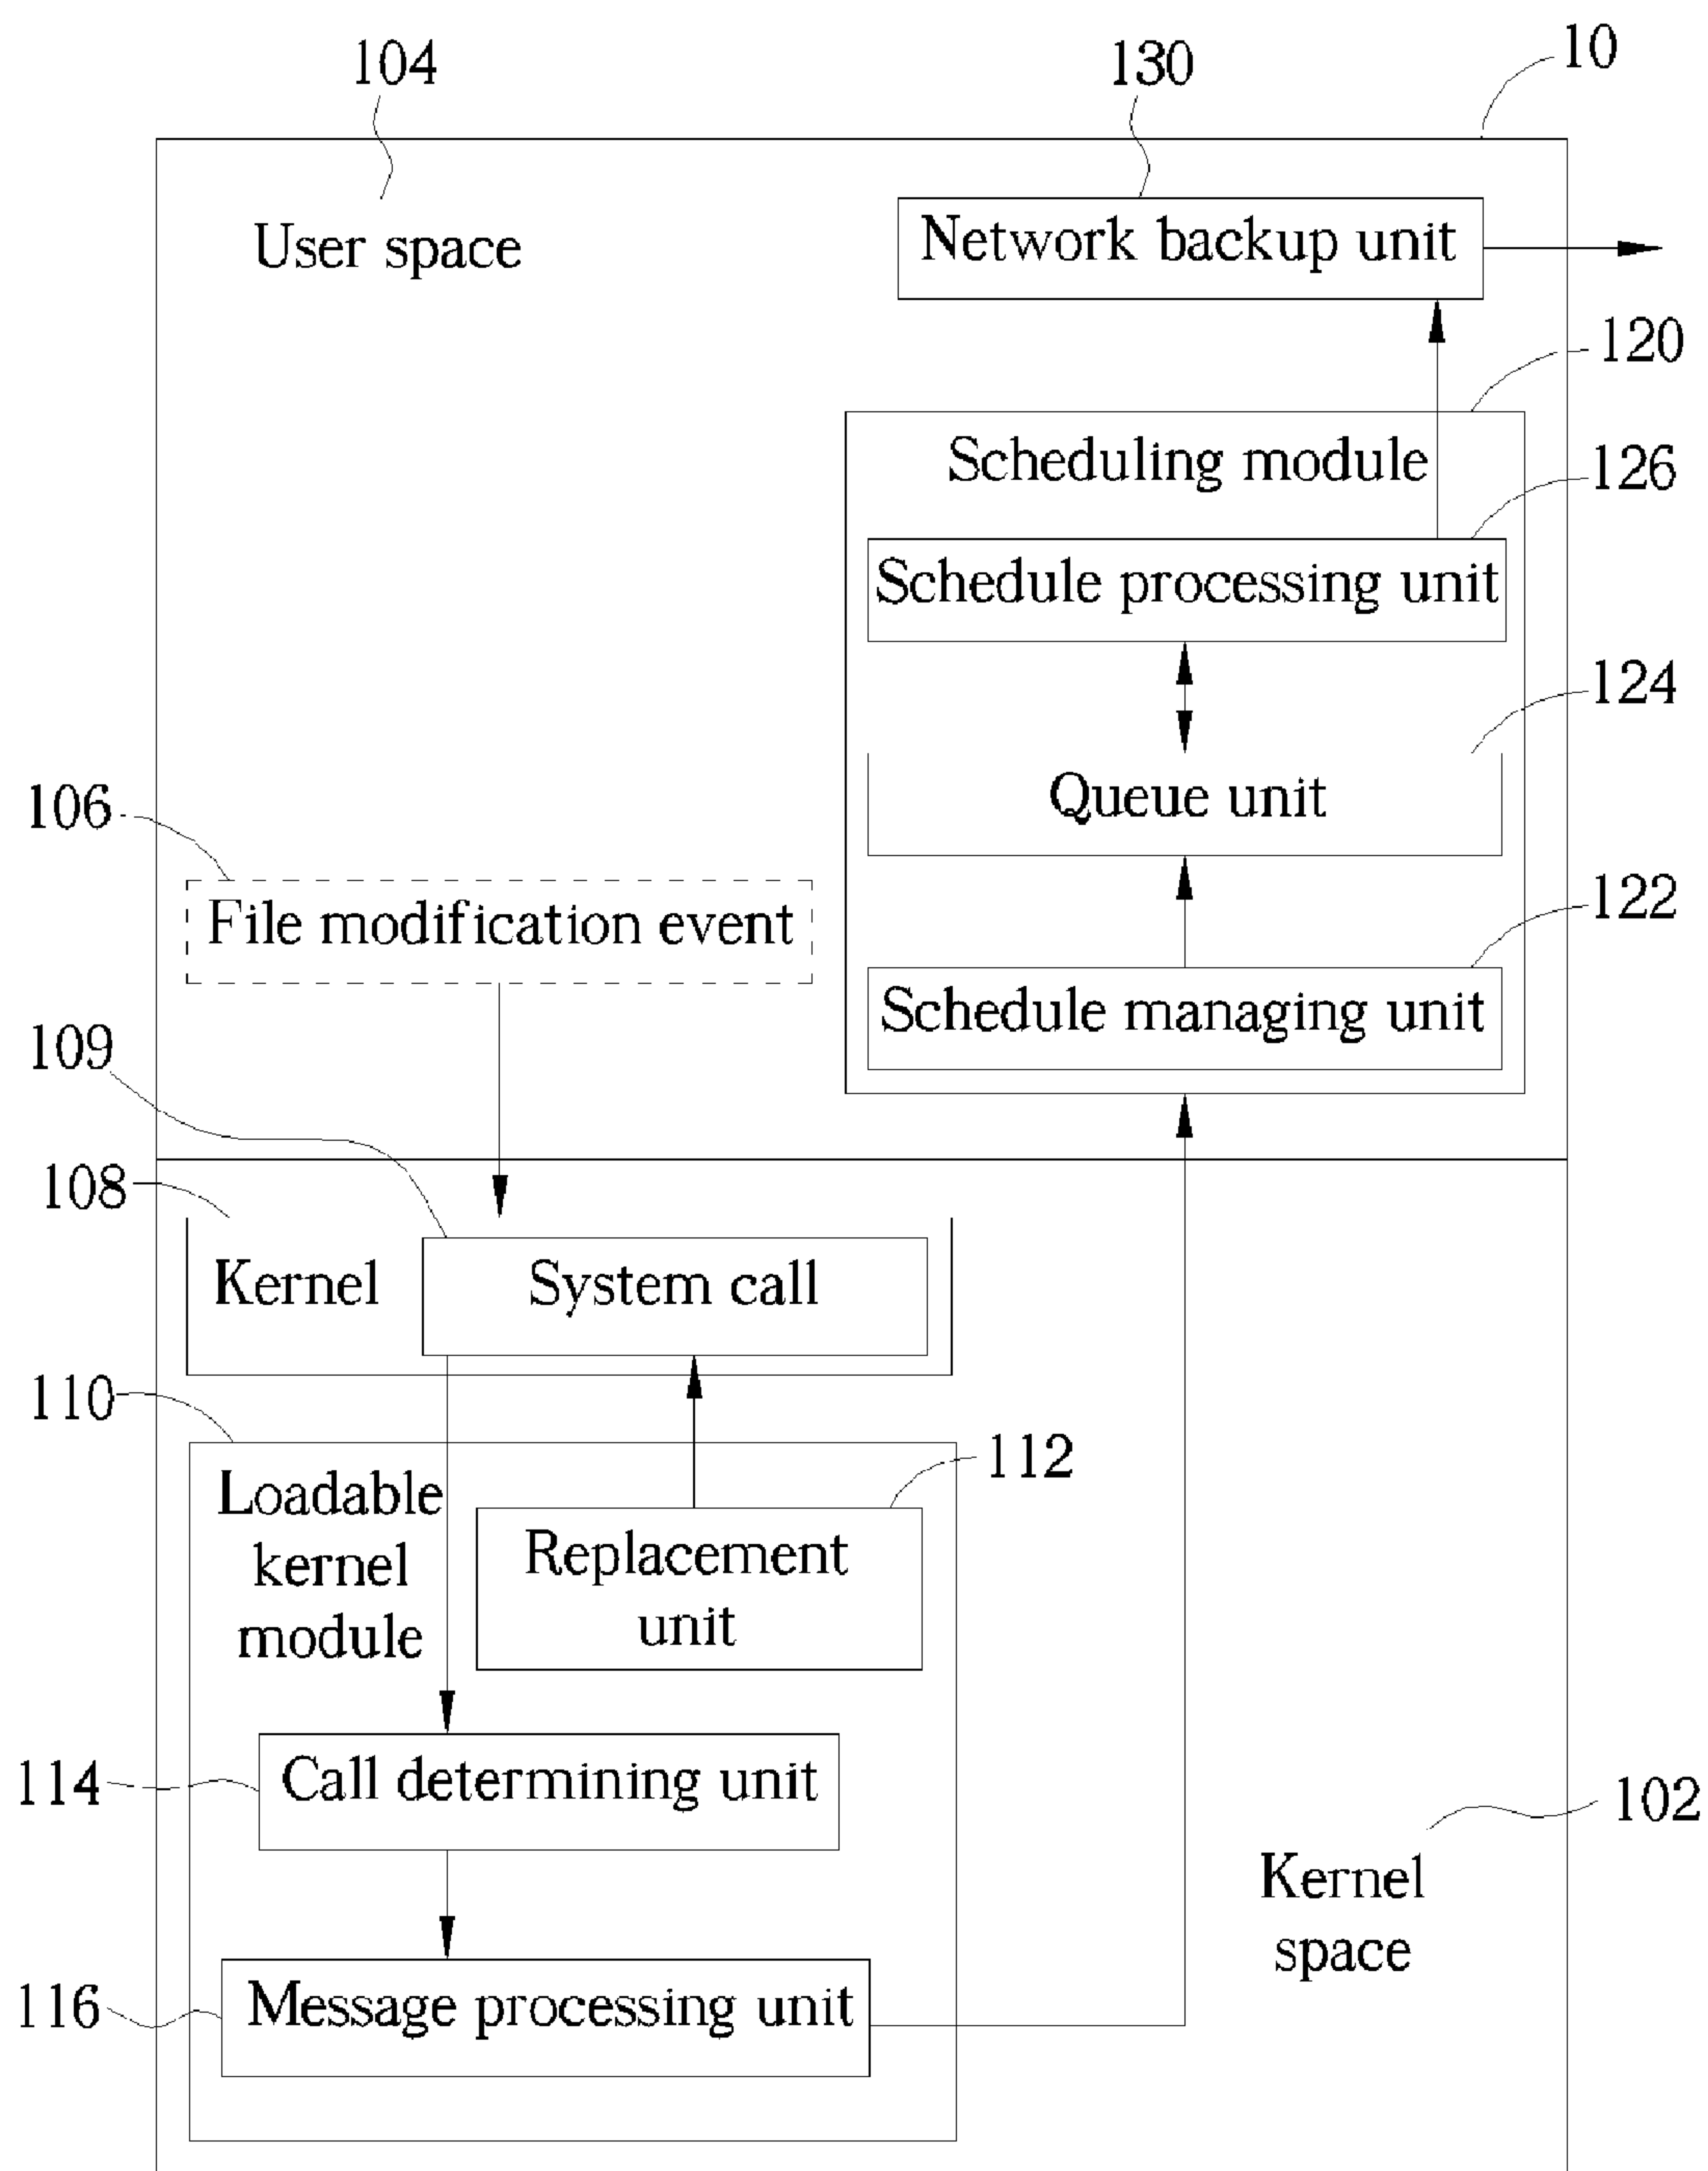 10
104
130
User space
Network backup unit
120
Scheduling module
126
Schedule processing unit
124
Queue unit
106
File modification event
122
Schedule managing unit
109
108
Kernel
System call
110
112
Loadable
kernel
module
Replacement
unit
114
Call determining unit
102
Kernel
space
116
Message processing unit